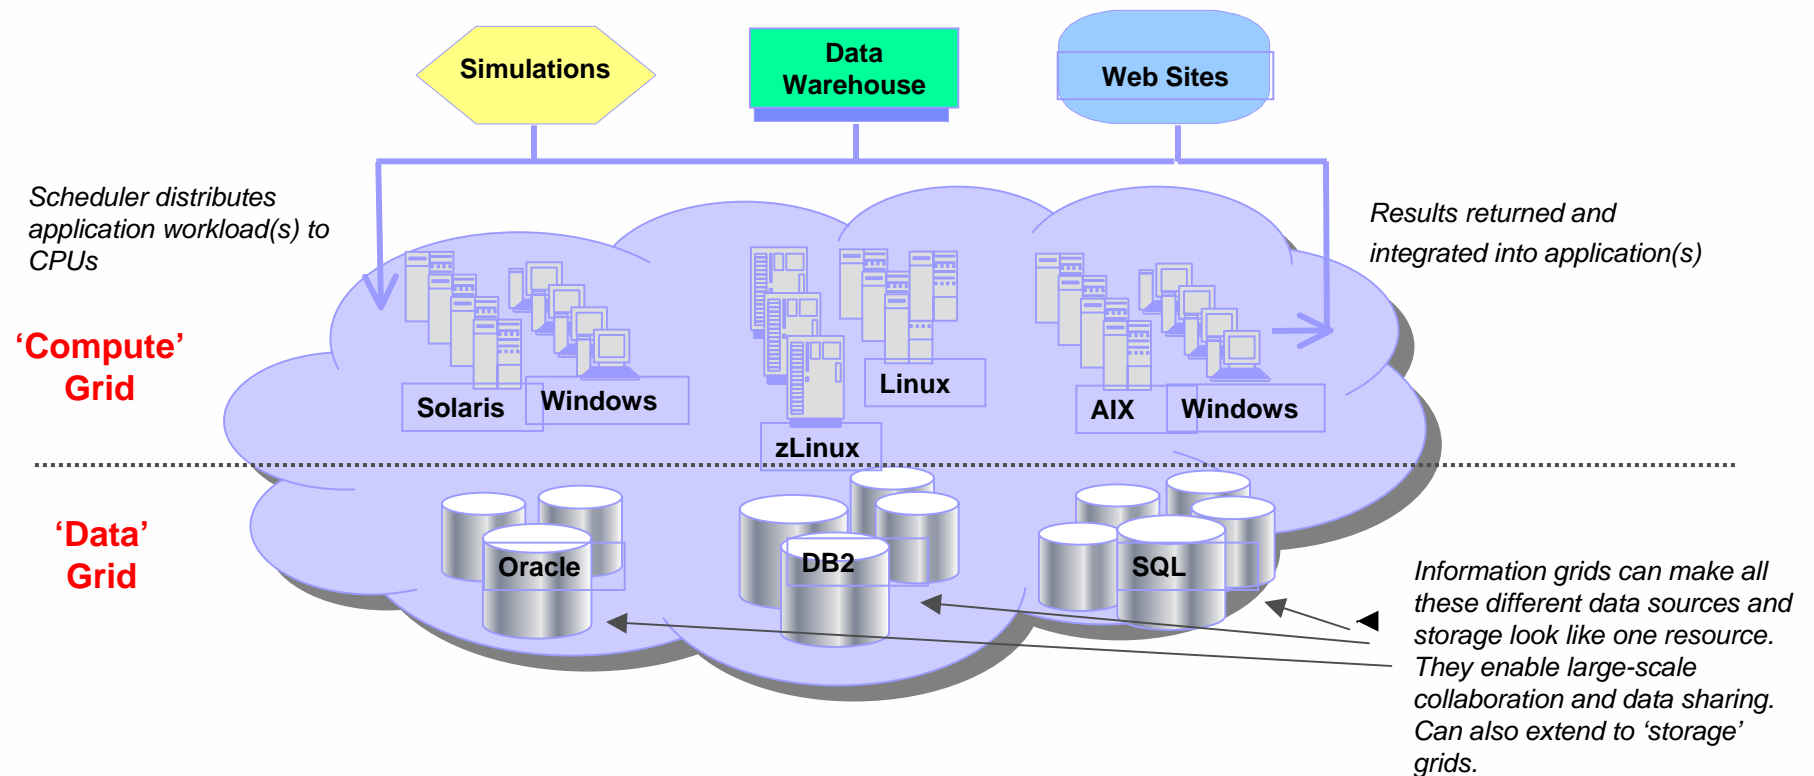 Simulations
Data
Warehouse
Web Sites
Scheduler distributes
application workload(s) to
CPUs
Results returned and
integrated into application(s)
‘Compute’
Grid
Solaris
Windows
zLinux
Linux
AIX
Windows
‘Data’
Grid
Oracle
DB2
SQL
Information grids can make all
these different data sources and
storage look like one resource.
They enable large-scale
collaboration and data sharing.
Can also extend to ‘storage’
grids.